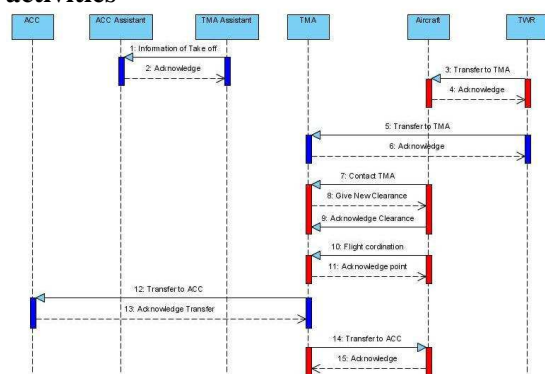 activities
ACC
ACC Assistant
TMA Assistant
TMA
Aircraft
TWR
1: Information of Take off
2: Acknowledge
3: Transfer to TMA
4: Acknowledge
5: Transfer to TMA
6: Acknowledge
7: Contact TMA
8: Give New Clearance
9: Acknowledge Clearance
10: Flight cordination
11: Acknowledge point
12: Transfer to ACC
13: Acknowledge Transfer
14: Transfer to ACC
15: Acknowledge